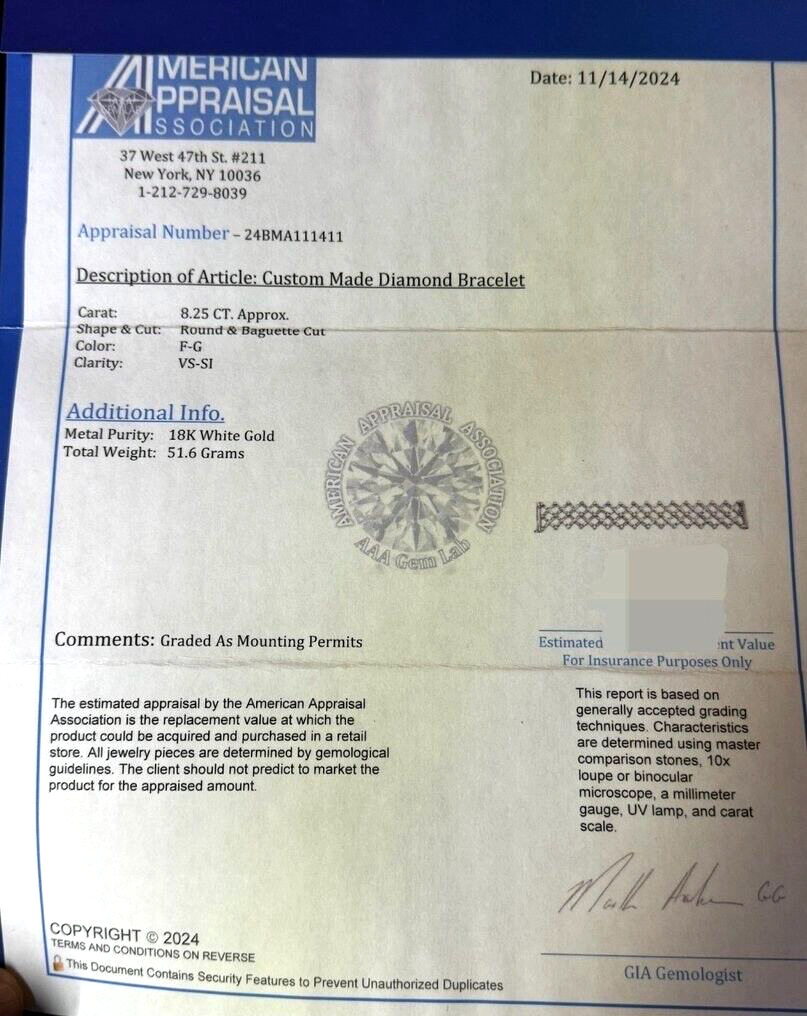 AMERICAN
APPRAISAL
ASSOCIATION
Date: 11/14/2024
37 West 47th St. #211
New York, NY 10036
1-212-729-8039
Appraisal Number – 24BMA111411
Description of Article: Custom Made Diamond Bracelet
Carat: 8.25 CT. Approx.
Shape & Cut: Round & Baguette Cut
Color: F-G
Clarity: VS-SI
Additional Info.
Metal Purity: 18K White Gold
Total Weight: 51.6 Grams
AMERICAN APPRAISAL ASSOCIATION
AAA Gem Lab
Comments: Graded As Mounting Permits
Estimated nt Value
For Insurance Purposes Only
The estimated appraisal by the American Appraisal
Association is the replacement value at which the
product could be acquired and purchased in a retail
store. All jewelry pieces are determined by gemological
guidelines. The client should not predict to market the
product for the appraised amount.
This report is based on
generally accepted grading
techniques. Characteristics
are determined using master
comparison stones, 10x
loupe or binocular
microscope, a millimeter
gauge, UV lamp, and carat
scale.
GG
GIA Gemologist
COPYRIGHT © 2024
TERMS AND CONDITIONS ON REVERSE
This Document Contains Security Features to Prevent Unauthorized Duplicates